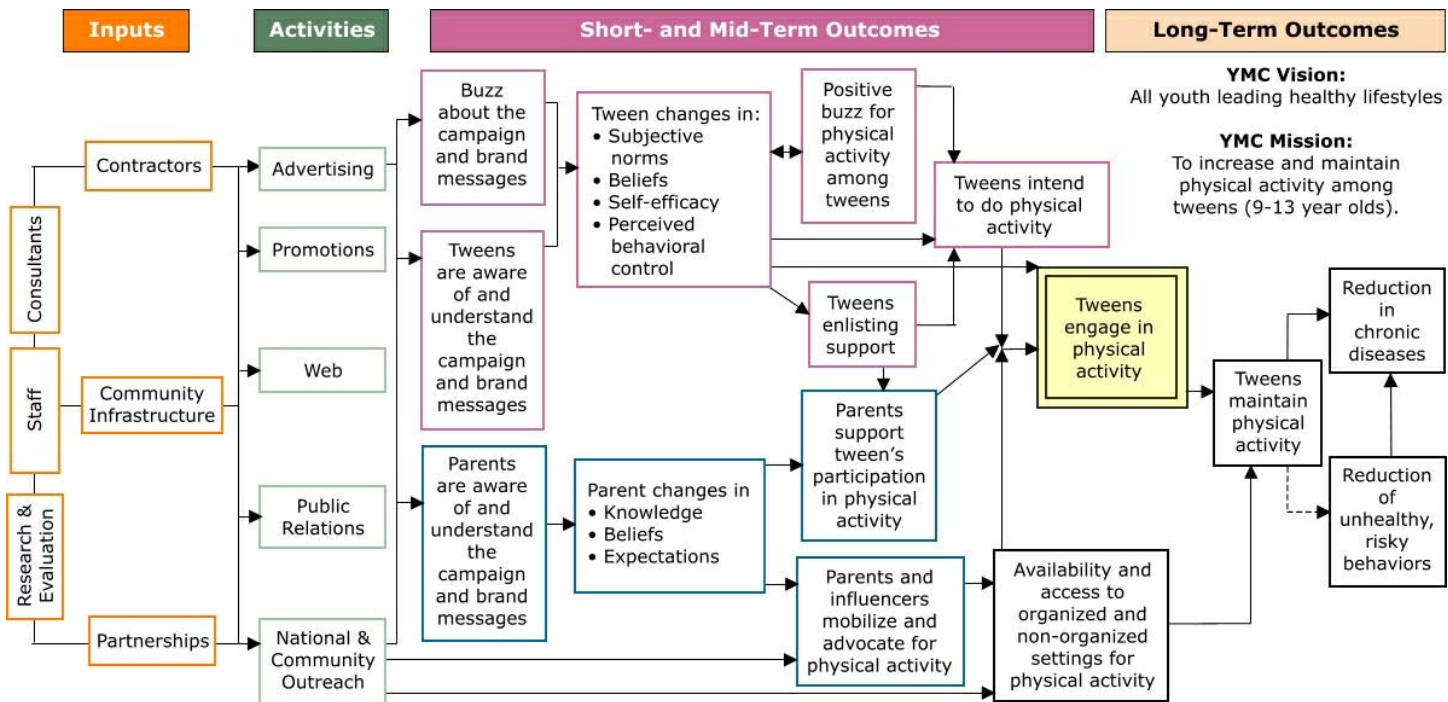 Inputs
Activities
Short- and Mid-Term Outcomes
Long-Term Outcomes
Consultants
Staff
Research &
Evaluation
Contractors
Community
Infrastructure
Partnerships
Advertising
Promotions
Web
Public
Relations
National &
Community
Outreach
Buzz
about the
campaign
and brand
messages
Tweens
are aware
of and
understand
the
campaign
and brand
messages
Parents
are aware
of and
understand
the
campaign
and brand
messages
Tween changes in:
• Subjective
norms
• Beliefs
• Self-efficacy
• Perceived
behavioral
control
Parent changes in
• Knowledge
• Beliefs
• Expectations
Positive
buzz for
physical
activity
among
tweens
Tweens
enlisting
support
Parents
support
tween's
participation
in physical
activity
Parents and
influencers
mobilize and
advocate for
physical activity
Tweens intend
to do physical
activity
Availability and
access to
organized and
non-organized
settings for
physical activity
Tweens
engage in
physical
activity
YMC Vision:
All youth leading healthy lifestyles
YMC Mission:
To increase and maintain
physical activity among
tweens (9-13 year olds).
Tweens
maintain
physical
activity
Reduction
in
chronic
diseases
Reduction
of
unhealthy,
risky
behaviors